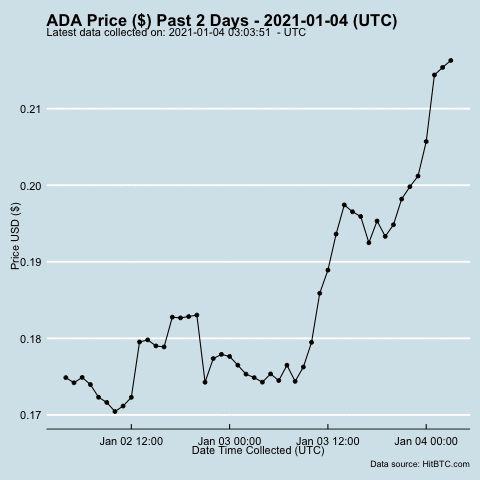 ADA Price ($) Past 2 Days - 2021-01-04 (UTC)
Latest data collected on: 2021-01-04 03:03:51 - UTC
0.21
0.20
0.19
0.18
0.17
Price USD ($)
Jan 02 12:00
Jan 03 00:00
Jan 03 12:00
Jan 04 00:00
Date Time Collected (UTC)
Data source: HitBTC.com